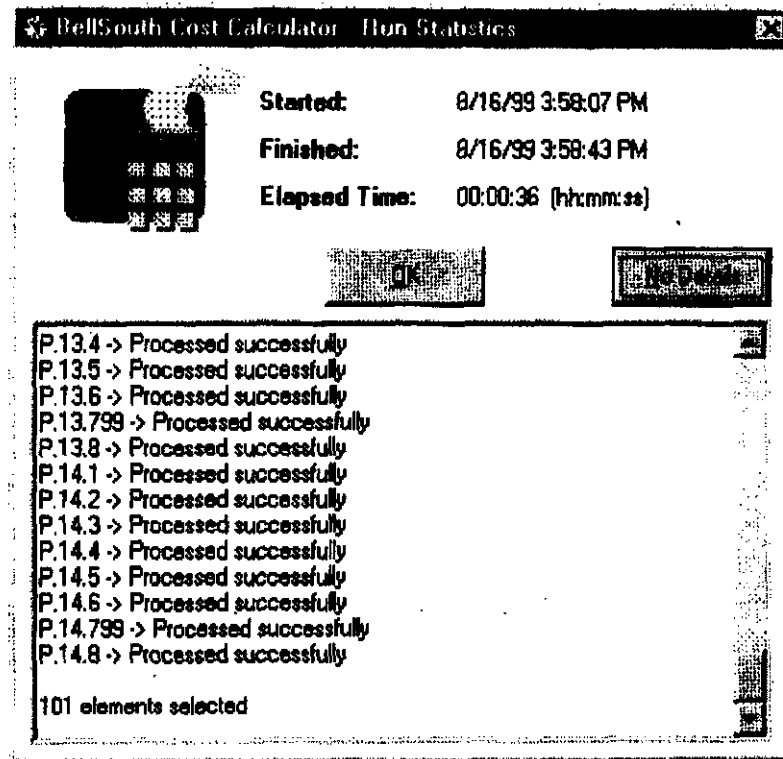 BellSouth Cost Calculator - Run Statistics
Started: 8/16/99 3:58:07 PM
Finished: 8/16/99 3:58:43 PM
Elapsed Time: 00:00:36 (hh:mm:ss)
OK
No Details
P.13.4 -> Processed successfully
P.13.5 -> Processed successfully
P.13.6 -> Processed successfully
P.13.799 -> Processed successfully
P.13.8 -> Processed successfully
P.14.1 -> Processed successfully
P.14.2 -> Processed successfully
P.14.3 -> Processed successfully
P.14.4 -> Processed successfully
P.14.5 -> Processed successfully
P.14.6 -> Processed successfully
P.14.799 -> Processed successfully
P.14.8 -> Processed successfully
101 elements selected